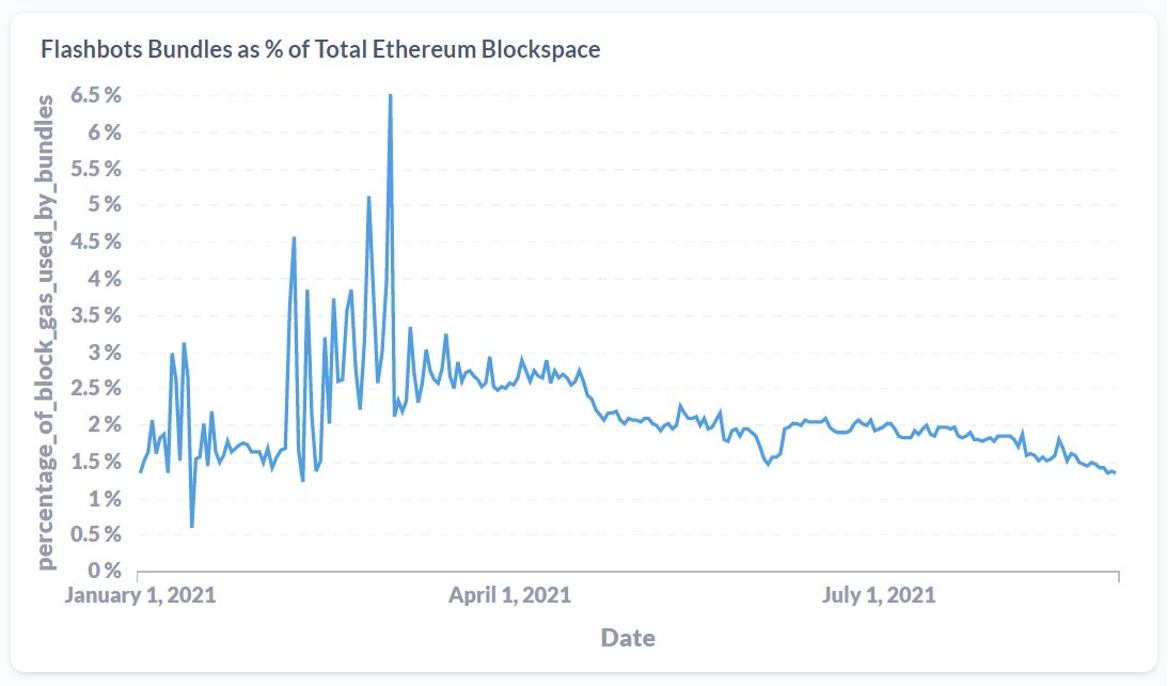 Flashbots Bundles as % of Total Ethereum Blockspace
percentage_of_block_gas_used_by_bundles
6.5 %
6 %
5.5 %
5 %
4.5 %
4 %
3.5 %
3 %
2.5 %
2 %
1.5 %
1 %
0.5 %
0 %
January 1, 2021
April 1, 2021
July 1, 2021
Date